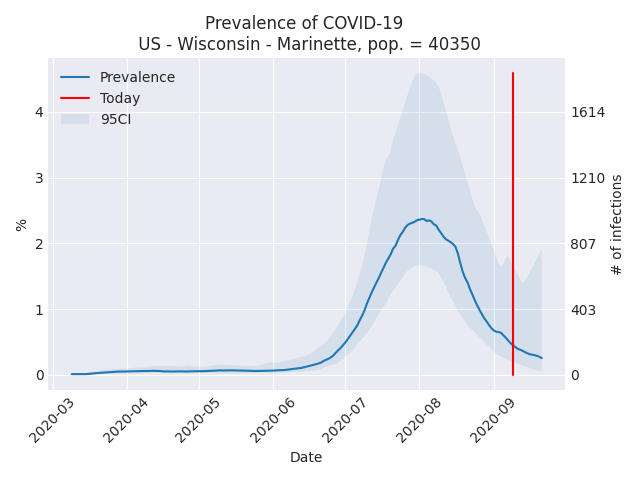 Prevalence of COVID-19
US - Wisconsin - Marinette, pop. = 40350
Prevalence
Today
95CI
%
4
3
2
1
0
1614
1210
807
403
0
# of infections
2020-03
2020-04
2020-05
2020-06
2020-07
2020-08
2020-09
Date